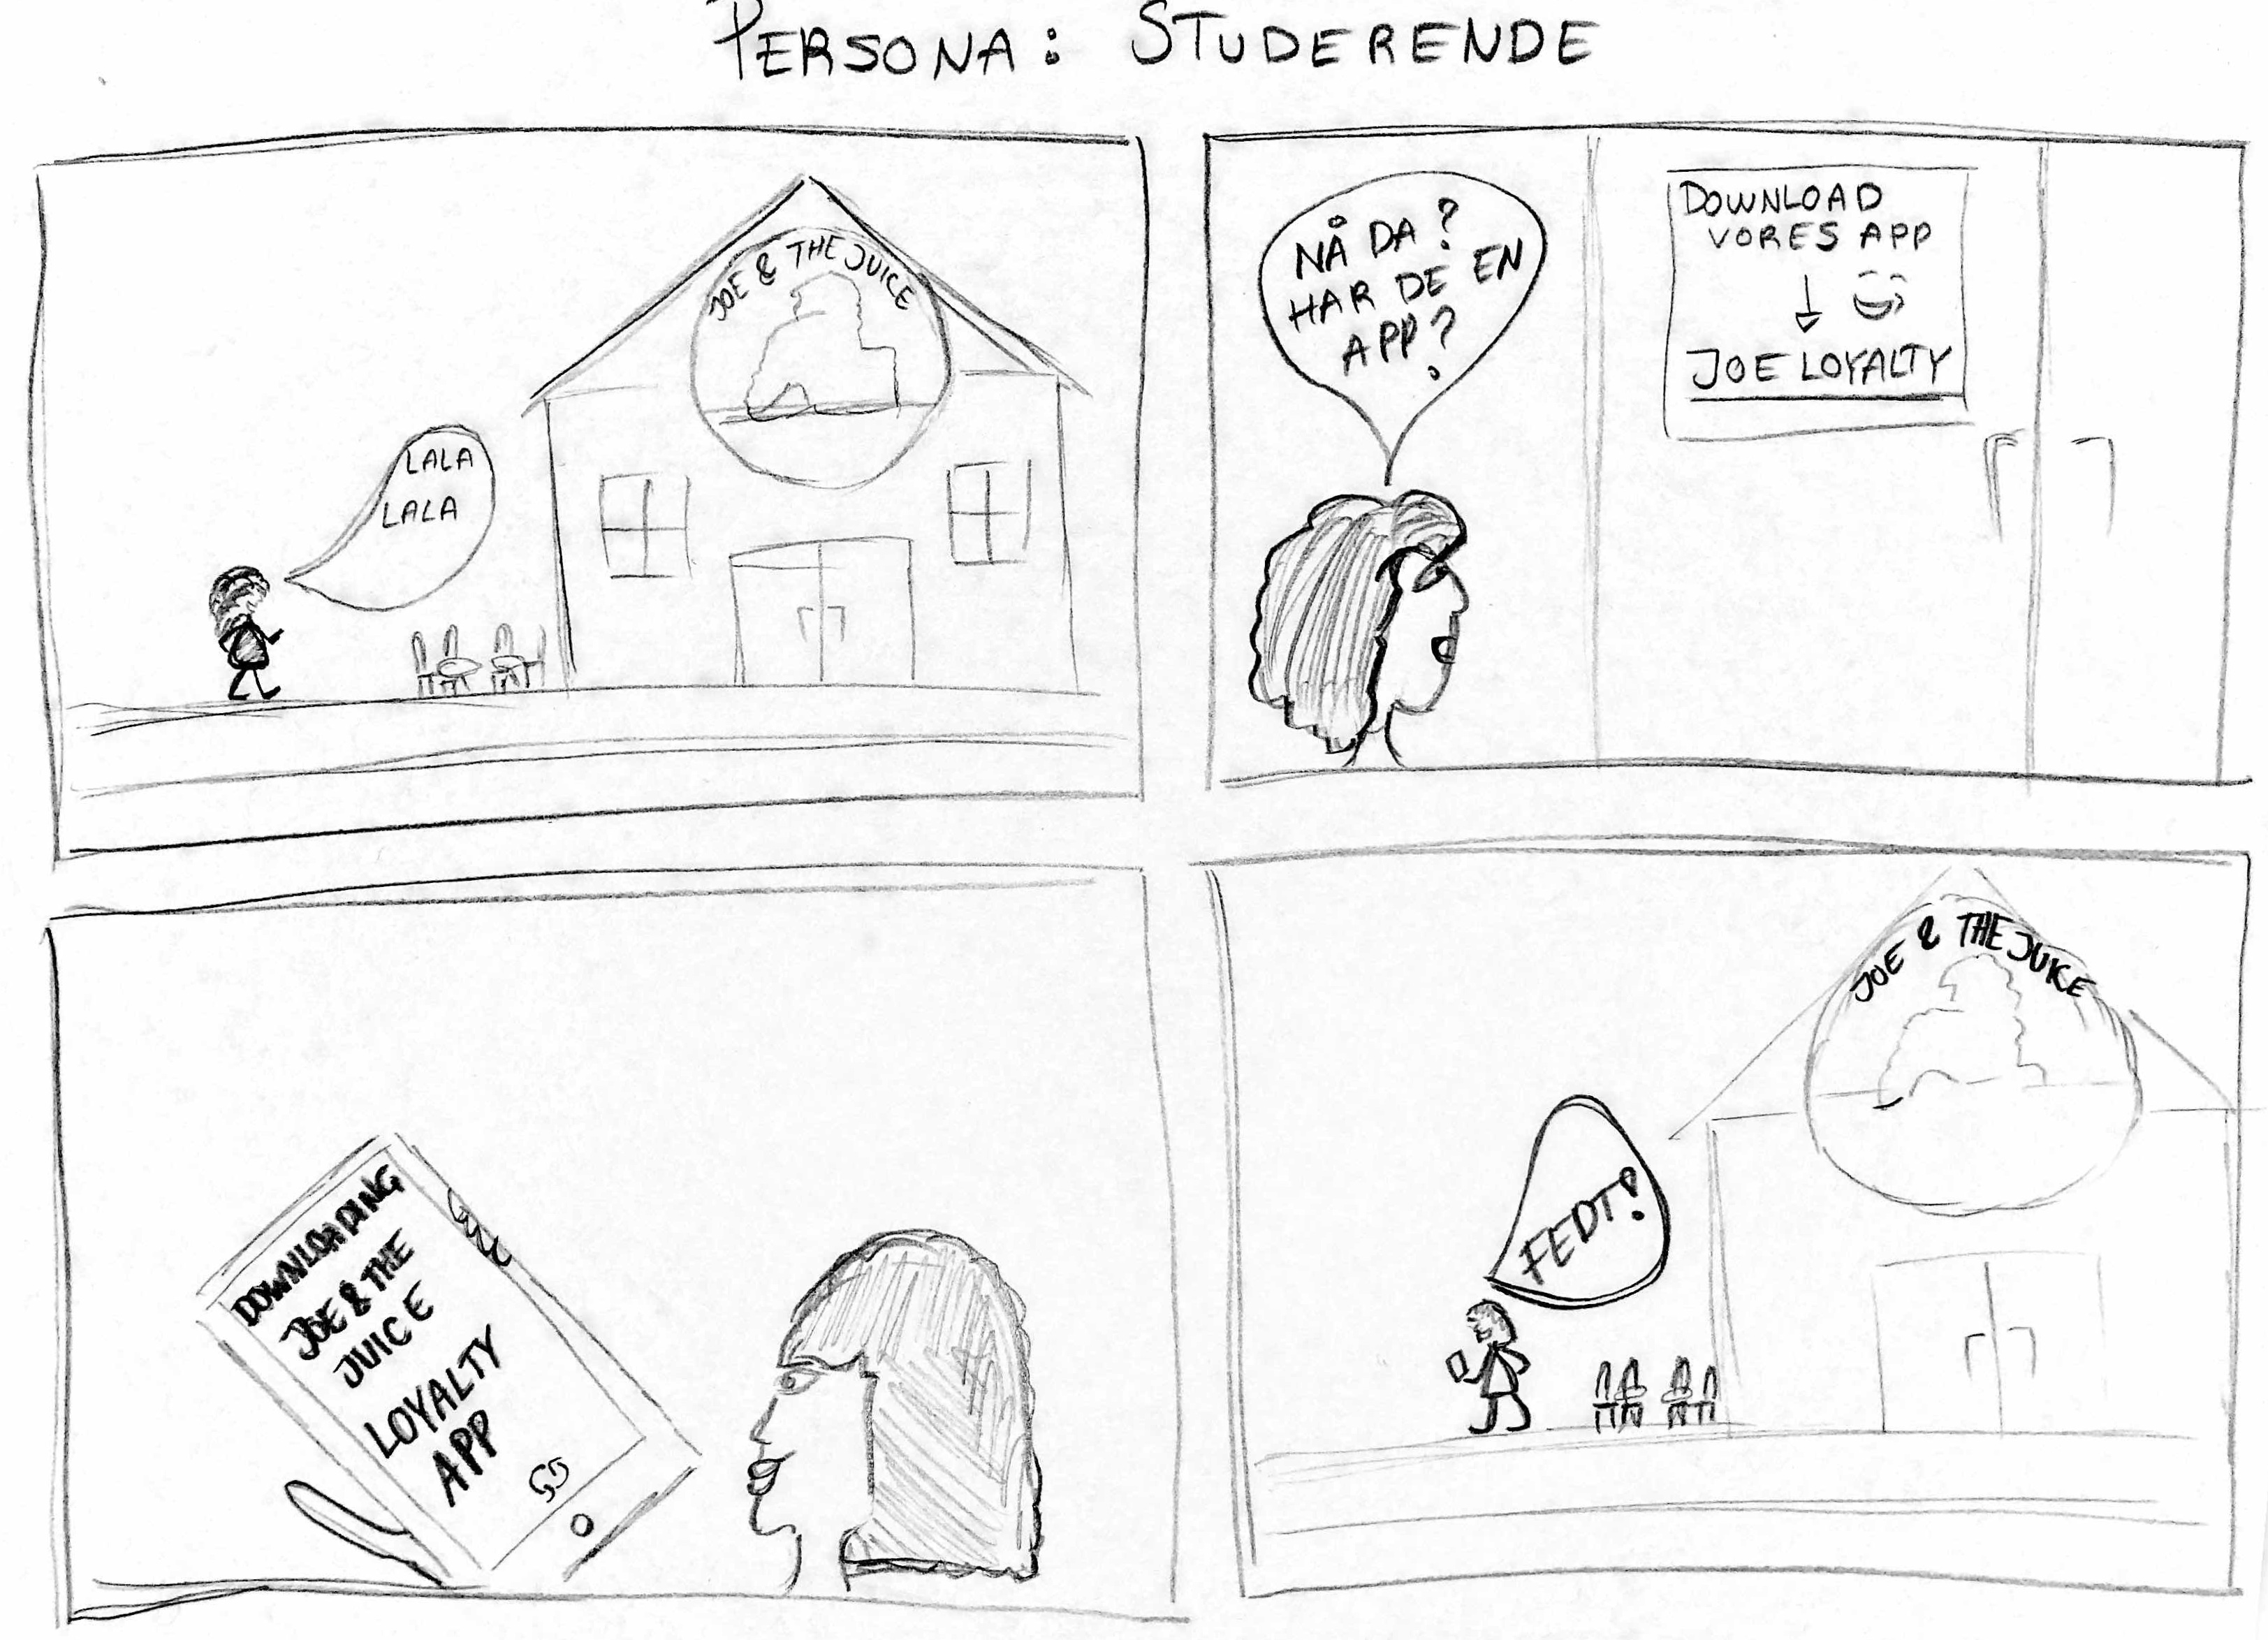 PERSONA: STUDERENDE
JOE & THE JUICE
LALA
LALA
NÅ DA?
HAR DE EN
APP?
DOWNLOAD
VORES APP
JOE LOYALTY
DOWNLOADING
JOE & THE
JUICE
LOYALTY
APP
JOE & THE JUICE
FEDT!